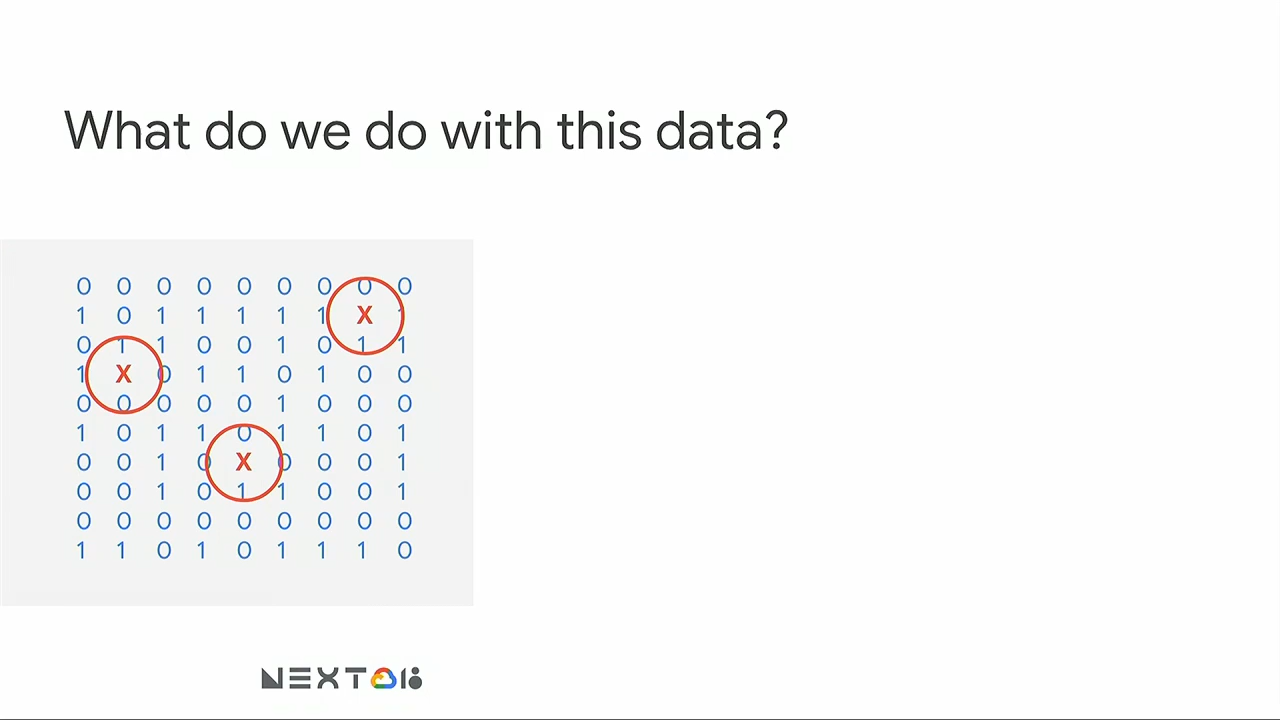 What do we do with this data?
0 0 0 0 0 0 0 0 0
1 0 1 1 1 1 1 X 1
0 1 1 0 0 1 0 1 1
1 X 0 1 1 0 1 0 0
0 0 0 0 0 1 0 0 0
1 0 1 1 0 1 1 0 1
0 0 1 0 X 0 0 0 1
0 0 1 0 1 1 0 0 1
0 0 0 0 0 0 0 0 0
1 1 0 1 0 1 1 1 0
NEXT 18